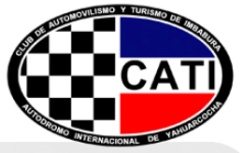 CLUB DE AUTOMOVILISMO Y TURISMO DE IMBABURA
CATI
AUTODROMO INTERNACIONAL DE YAHUARCOCHA